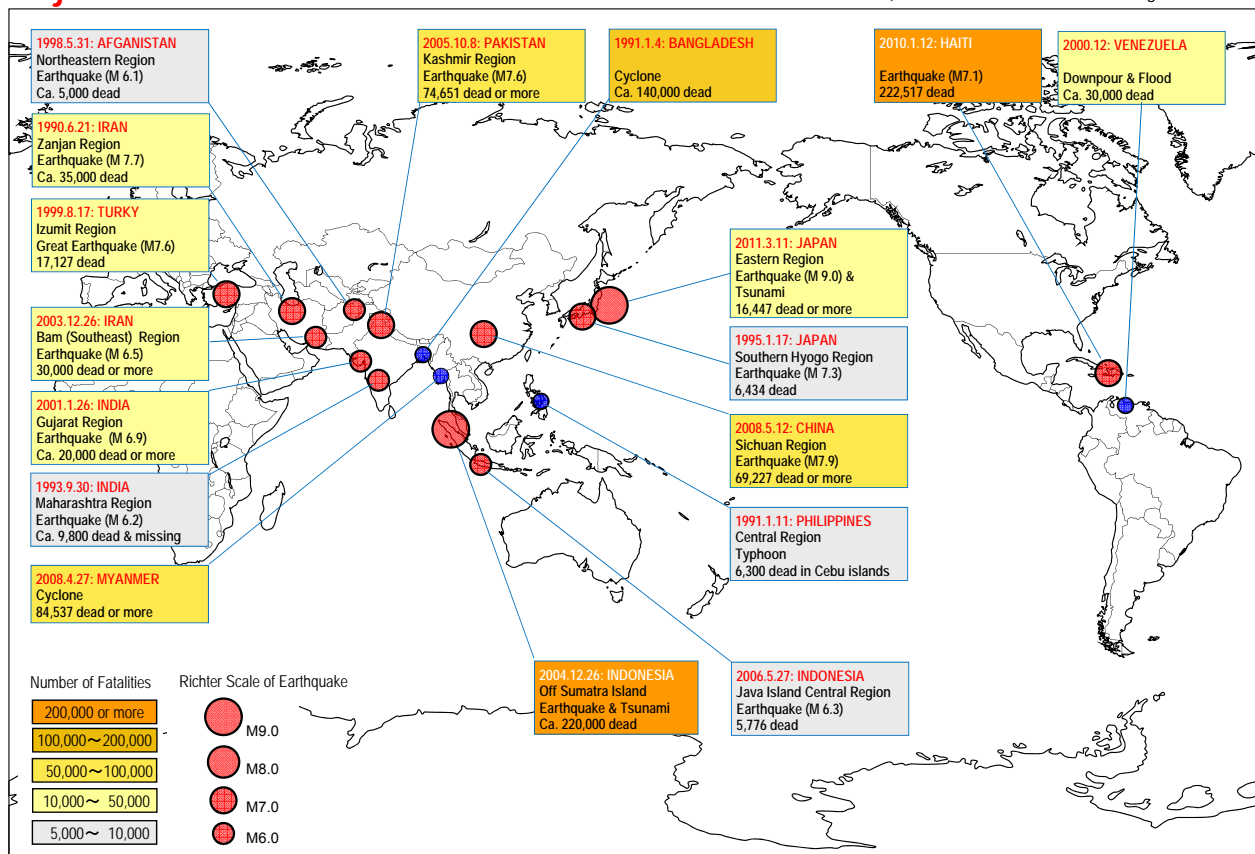 1998.5.31: AFGANISTAN
Northeastern Region
Earthquake (M 6.1)
Ca. 5,000 dead
2005.10.8: PAKISTAN
Kashmir Region
Earthquake (M7.6)
74,651 dead or more
1991.1.4: BANGLADESH
Cyclone
Ca. 140,000 dead
2010.1.12: HAITI
Earthquake (M7.1)
222,517 dead
2000.12: VENEZUELA
Downpour & Flood
Ca. 30,000 dead
1990.6.21: IRAN
Zanjan Region
Earthquake (M 7.7)
Ca. 35,000 dead
1999.8.17: TURKY
Izumit Region
Great Earthquake (M7.6)
17,127 dead
2003.12.26: IRAN
Bam (Southeast) Region
Earthquake (M 6.5)
30,000 dead or more
2001.1.26: INDIA
Gujarat Region
Earthquake (M 6.9)
Ca. 20,000 dead or more
1993.9.30: INDIA
Maharashtra Region
Earthquake (M 6.2)
Ca. 9,800 dead & missing
2008.4.27: MYANMER
Cyclone
84,537 dead or more
2011.3.11: JAPAN
Eastern Region
Earthquake (M 9.0) &
Tsunami
16,447 dead or more
1995.1.17: JAPAN
Southern Hyogo Region
Earthquake (M 7.3)
6,434 dead
2008.5.12: CHINA
Sichuan Region
Earthquake (M7.9)
69,227 dead or more
1991.1.11: PHILIPPINES
Central Region
Typhoon
6,300 dead in Cebu islands
2004.12.26: INDONESIA
Off Sumatra Island
Earthquake & Tsunami
Ca. 220,000 dead
2006.5.27: INDONESIA
Java Island Central Region
Earthquake (M 6.3)
5,776 dead
Number of Fatalities
200,000 or more
100,000～200,000
50,000～100,000
10,000～ 50,000
5,000～ 10,000
Richter Scale of Earthquake
M9.0
M8.0
M7.0
M6.0